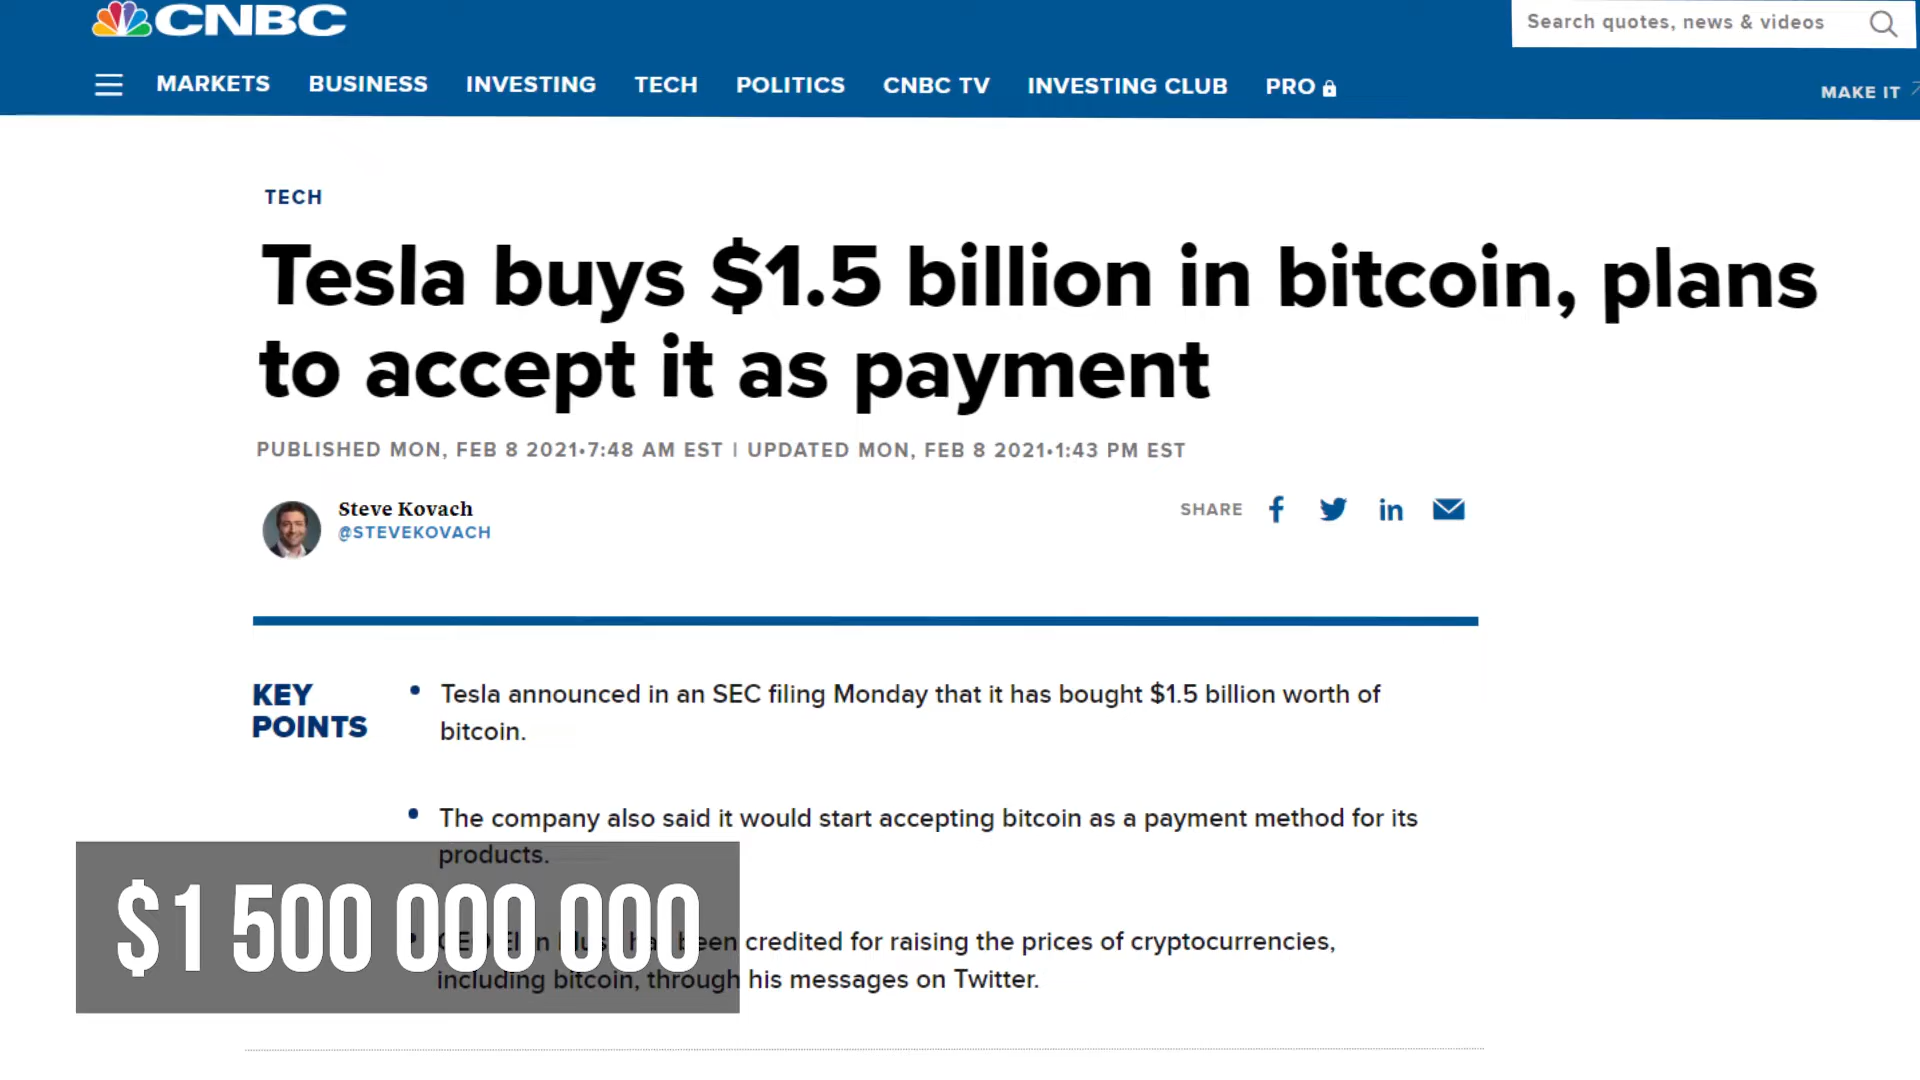 CNBC
Search quotes, news & videos
MARKETS BUSINESS INVESTING TECH POLITICS CNBC TV INVESTING CLUB PRO
MAKE IT
TECH
Tesla buys $1.5 billion in bitcoin, plans
to accept it as payment
PUBLISHED MON, FEB 8 2021•7:48 AM EST | UPDATED MON, FEB 8 2021•1:43 PM EST
Steve Kovach
@STEVEKOVACH
SHARE
KEY
POINTS
• Tesla announced in an SEC filing Monday that it has bought $1.5 billion worth of
bitcoin.
• The company also said it would start accepting bitcoin as a payment method for its
products.
• CEO Elon Musk has been credited for raising the prices of cryptocurrencies,
including bitcoin, through his messages on Twitter.
$1 500 000 000